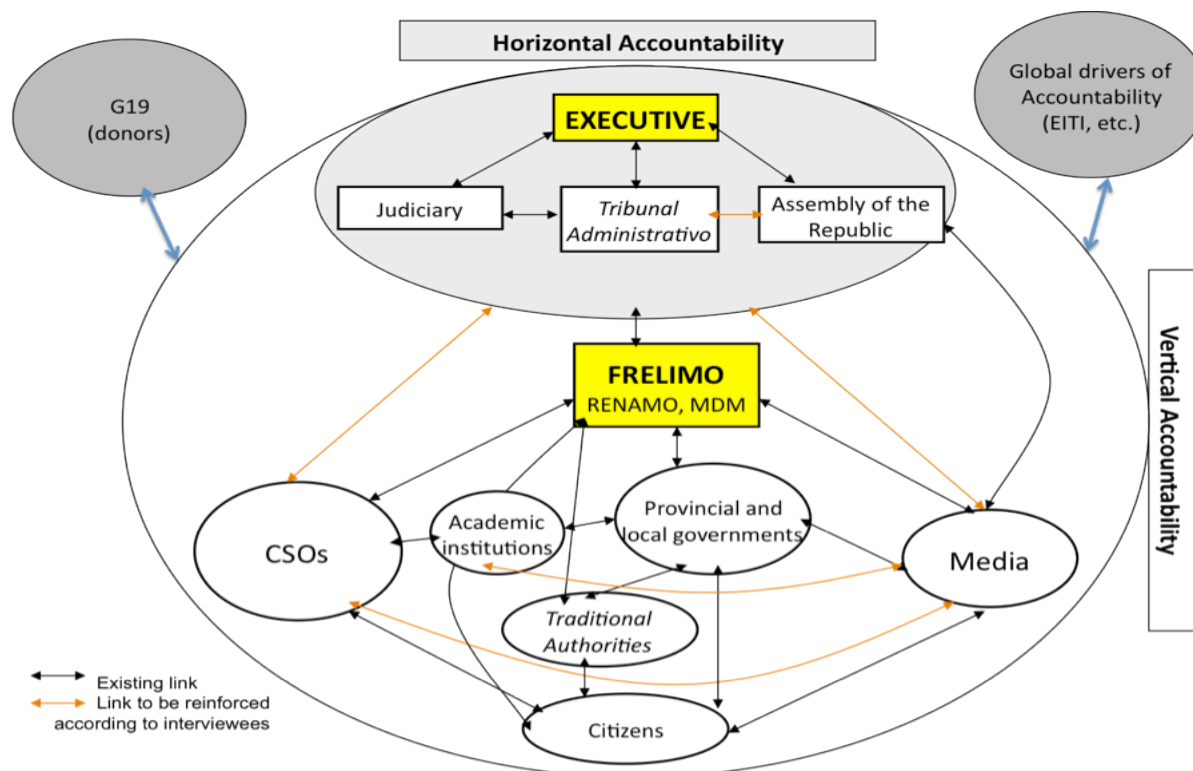 Horizontal Accountability
G19
(donors)
Global drivers of
Accountability
(EITI, etc.)
EXECUTIVE
Judiciary
Tribunal
Administrativo
Assembly of the
Republic
FRELIMO
RENAMO, MDM
Vertical Accountability
CSOs
Academic
institutions
Provincial and
local governments
Media
Traditional
Authorities
Citizens
Existing link
Link to be reinforced
according to interviewees